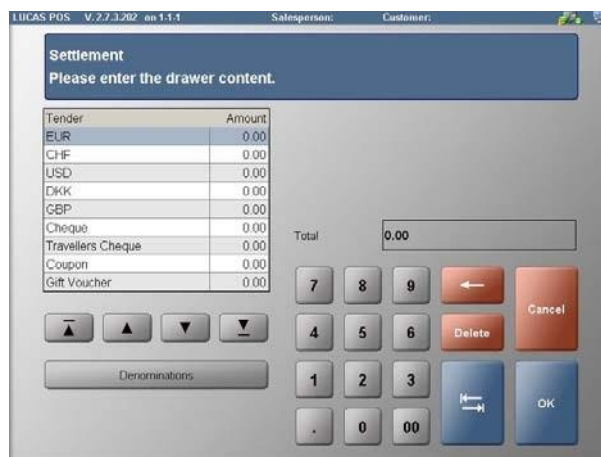 LUCAS POS V. 2.7.3.202 on 1-1-1 Salesperson: Customer:
Settlement
Please enter the drawer content.
Tender Amount
EUR 0.00
CHF 0.00
USD 0.00
DKK 0.00
GBP 0.00
Cheque 0.00
Travellers Cheque 0.00
Coupon 0.00
Gift Voucher 0.00
Total 0.00
7 8 9
Cancel
4 5 6 Delete
Denominations
1 2 3
OK
. 0 00